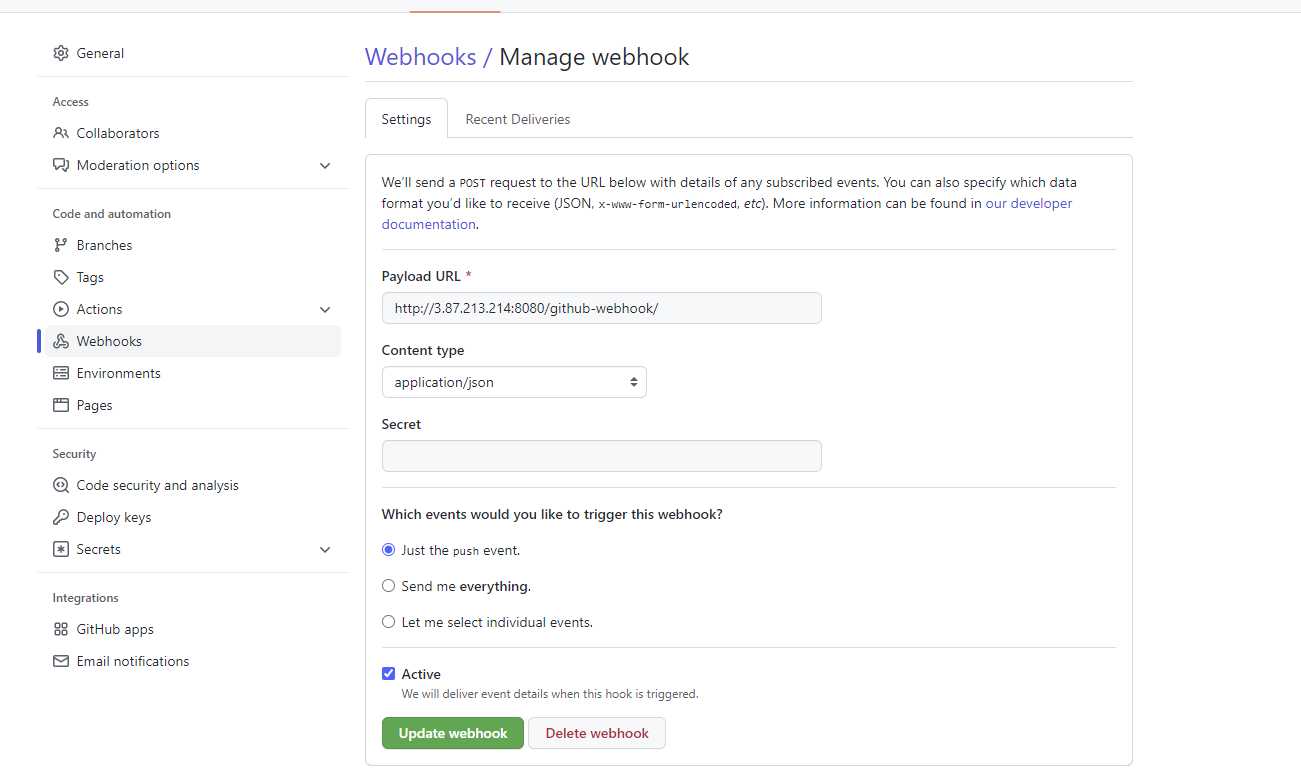 General
Access
Collaborators
Moderation options
Code and automation
Branches
Tags
Actions
Webhooks
Environments
Pages
Security
Code security and analysis
Deploy keys
Secrets
Integrations
GitHub apps
Email notifications
Webhooks / Manage webhook
Settings
Recent Deliveries
We'll send a POST request to the URL below with details of any subscribed events. You can also specify which data
format you'd like to receive (JSON, x-www-form-urlencoded, etc). More information can be found in our developer
documentation.
Payload URL *
http://3.87.213.214:8080/github-webhook/
Content type
application/json
Secret
Which events would you like to trigger this webhook?
Just the push event.
Send me everything.
Let me select individual events.
Active
We will deliver event details when this hook is triggered.
Update webhook
Delete webhook